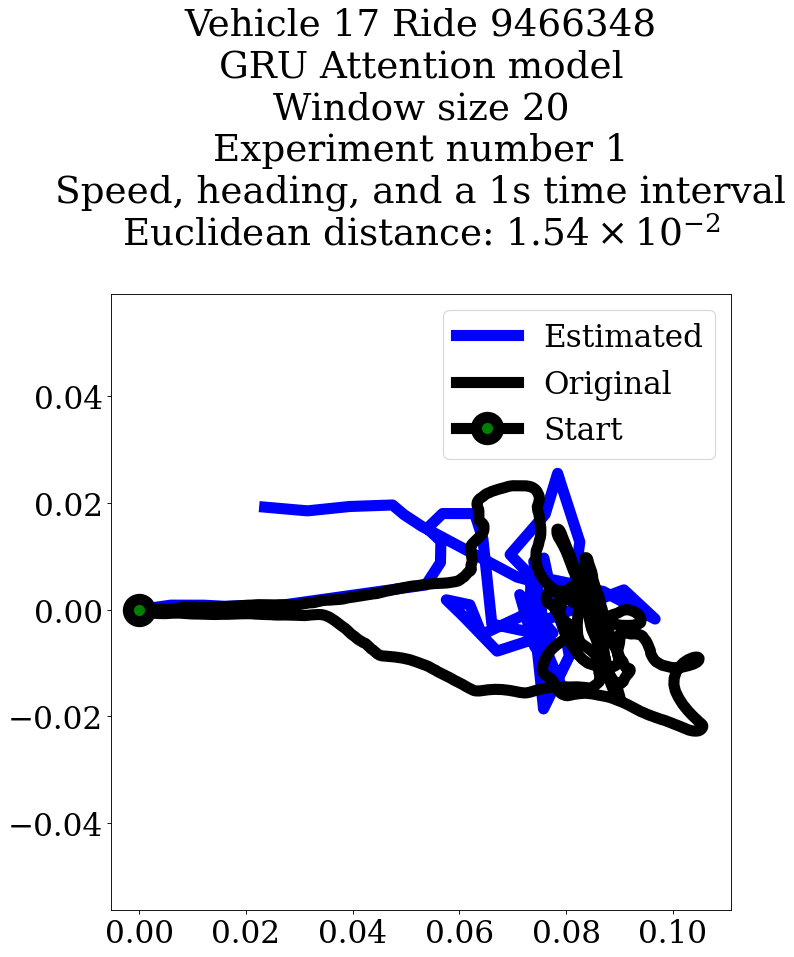 Vehicle 17 Ride 9466348
GRU Attention model
Window size 20
Experiment number 1
Speed, heading, and a 1s time interval
Euclidean distance: 1.54 × 10⁻²
Estimated
Original
Start
0.04
0.02
0.00
−0.02
−0.04
0.00 0.02 0.04 0.06 0.08 0.10